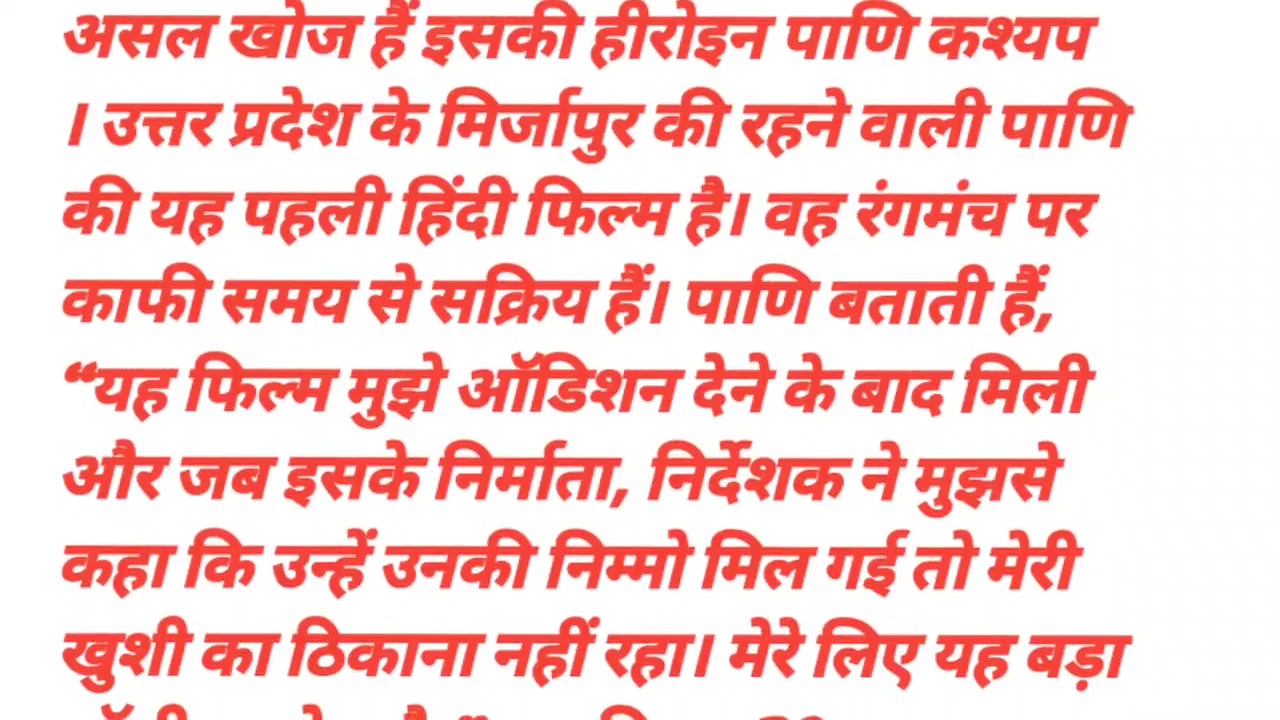 असल खोज हैं इसकी हीरोइन पाणि कश्यप
। उत्तर प्रदेश के मिर्जापुर की रहने वाली पाणि
की यह पहली हिंदी फिल्म है। वह रंगमंच पर
काफी समय से सक्रिय हैं। पाणि बताती हैं,
“यह फिल्म मुझे ऑडिशन देने के बाद मिली
और जब इसके निर्माता, निर्देशक ने मुझसे
कहा कि उन्हें उनकी निम्मो मिल गई तो मेरी
खुशी का ठिकाना नहीं रहा। मेरे लिए यह बड़ा